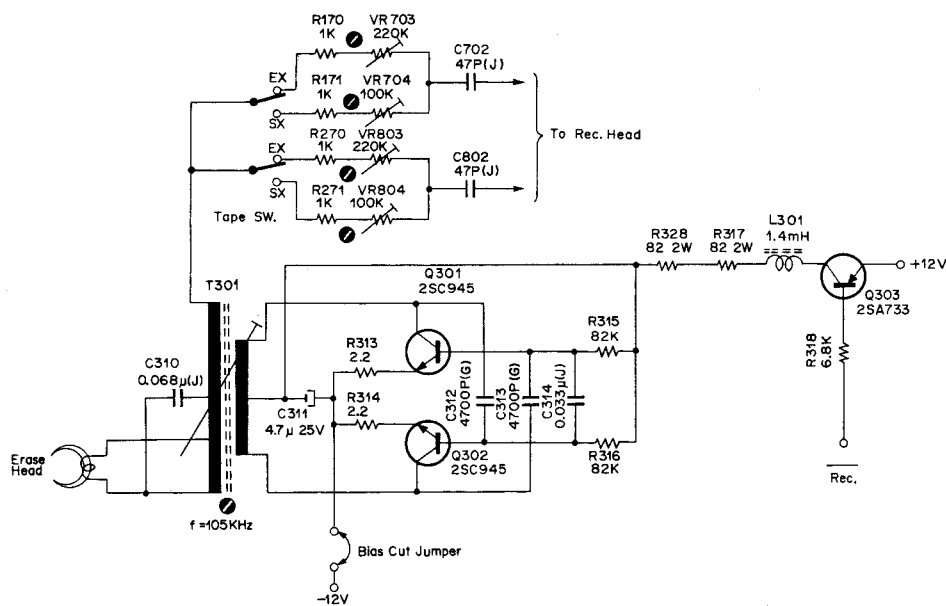 R170
1K
VR703
220K
C702
47P(J)
EX
R171
1K
VR704
100K
SX
R270
1K
VR803
220K
EX
C802
47P(J)
To Rec. Head
SX
R271
1K
VR804
100K
Tape SW.
R328
82 2W
R317
82 2W
L301
1.4mH
+12V
Q303
2SA733
R318
6.8K
Rec.
T301
Q301
2SC945
C310
0.068μ(J)
R313
2.2
R314
2.2
C311
4.7μ 25V
C312
4700P(G)
C313
4700P(G)
C314
0.033μ(J)
R315
82K
R316
82K
Q302
2SC945
Erase
Head
f=105KHz
Bias Cut Jumper
-12V